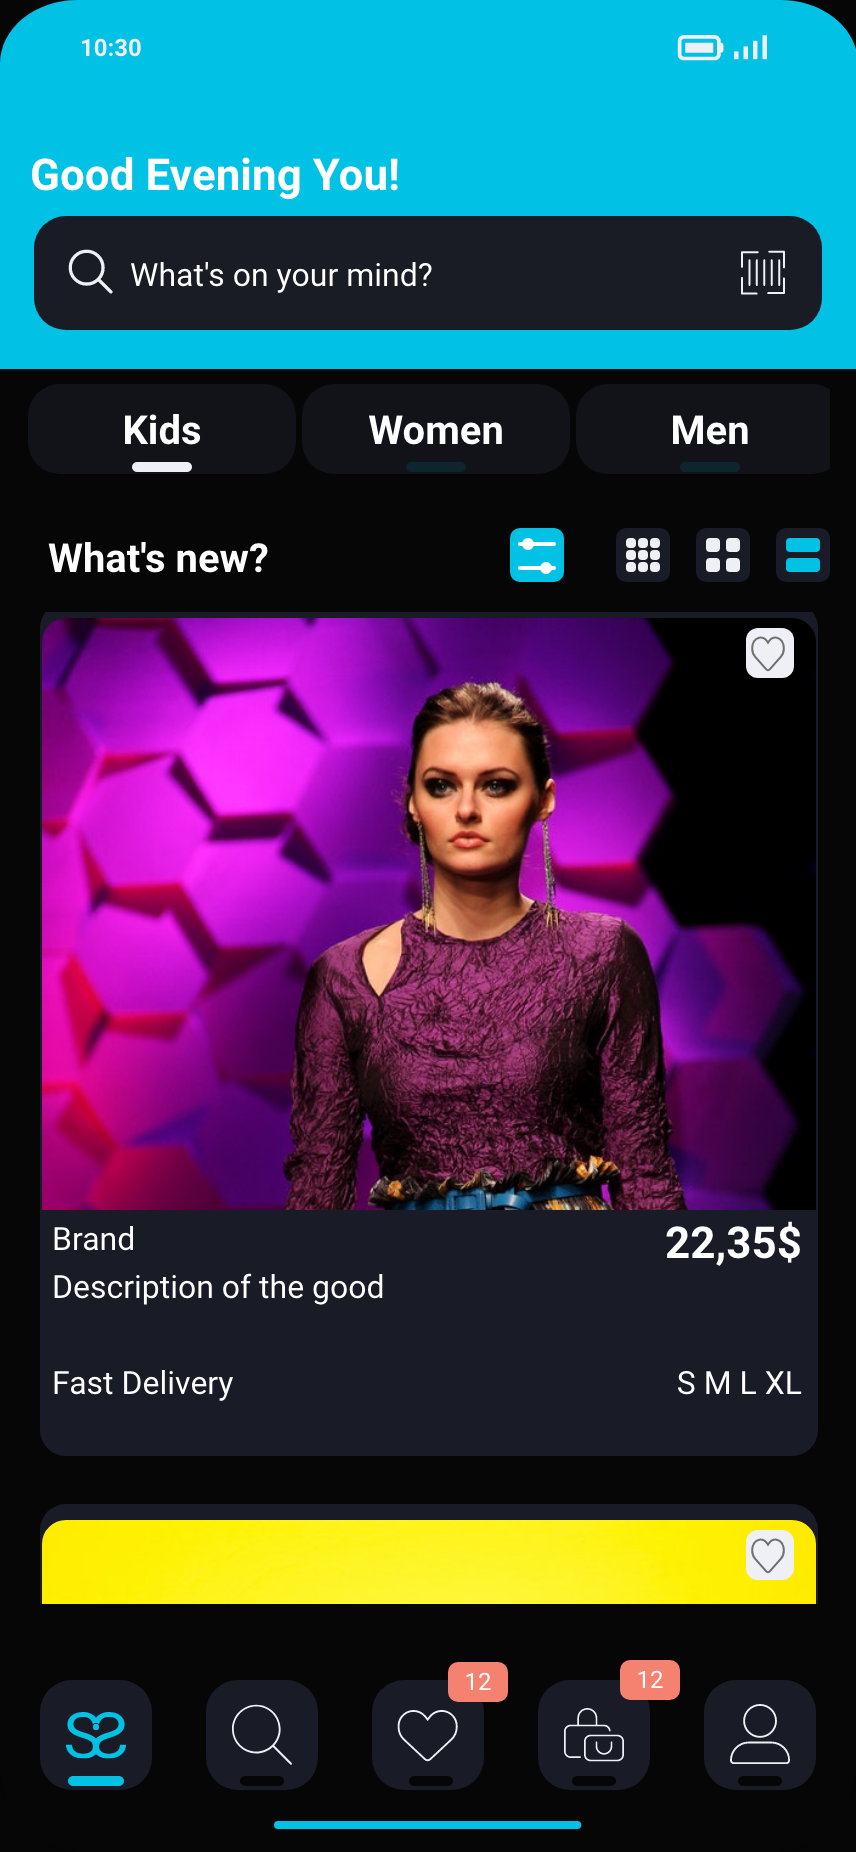 10:30
Good Evening You!
What's on your mind?
Kids
Women
Men
What's new?
Brand
22,35$
Description of the good
Fast Delivery
S M L XL
12
12